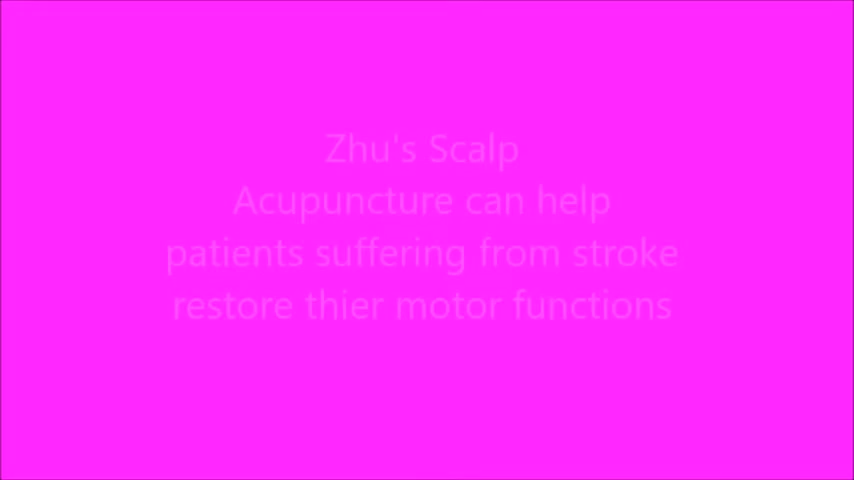 Zhu's Scalp
Acupuncture can help
patients suffering from stroke
restore thier motor functions